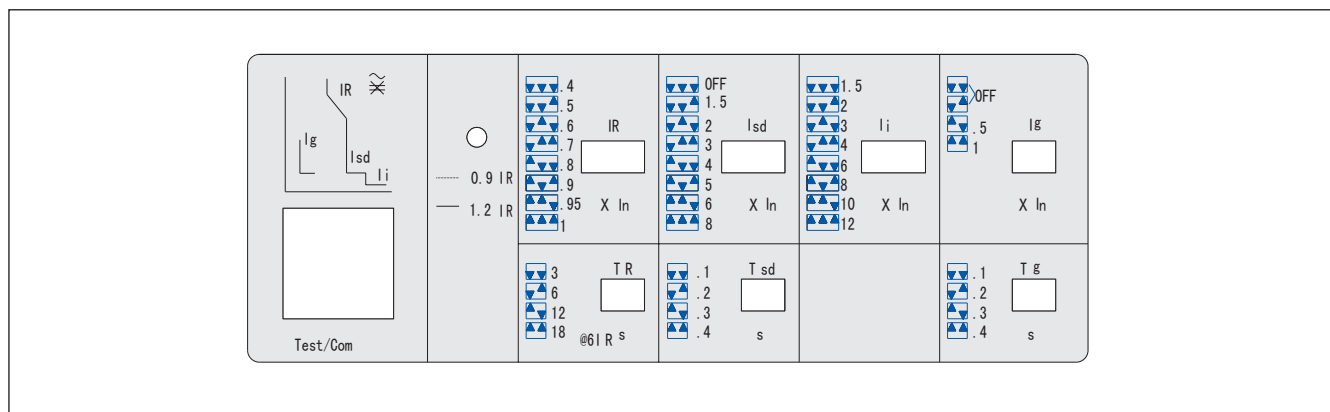 IR
Ig
Isd
Ii
Test/Com
0.9 IR
1.2 IR
.4
.5
.6
.7
.8
.9
.95
1
IR
X In
OFF
1.5
2
3
4
5
6
8
Isd
X In
1.5
2
3
4
6
8
10
12
Ii
X In
OFF
.5
1
Ig
X In
3
6
12
18
TR
@6IR s
.1
.2
.3
.4
Tsd
s
.1
.2
.3
.4
Tg
s